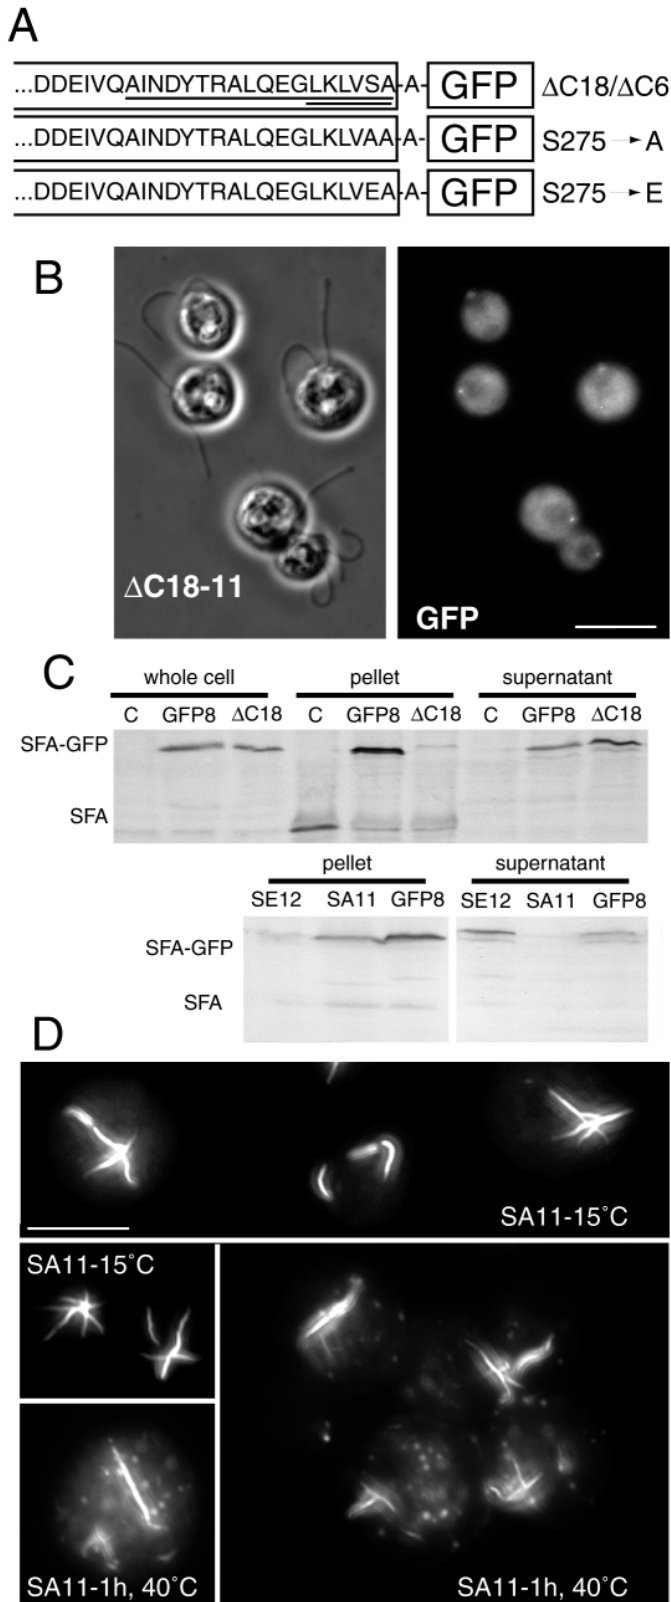 A
...DDEIVQAINDYTRALQEGLKLVSA-A- GFP ΔC18/ΔC6
...DDEIVQAINDYTRALQEGLKLVAA-A- GFP S275 → A
...DDEIVQAINDYTRALQEGLKLVEA-A- GFP S275 → E
B
ΔC18-11
GFP
C
whole cell pellet supernatant
C GFP8 ΔC18 C GFP8 ΔC18 C GFP8 ΔC18
SFA-GFP
SFA
pellet supernatant
SE12 SA11 GFP8 SE12 SA11 GFP8
SFA-GFP
SFA
D
SA11-15˚C
SA11-15˚C
SA11-1h, 40˚C
SA11-1h, 40˚C